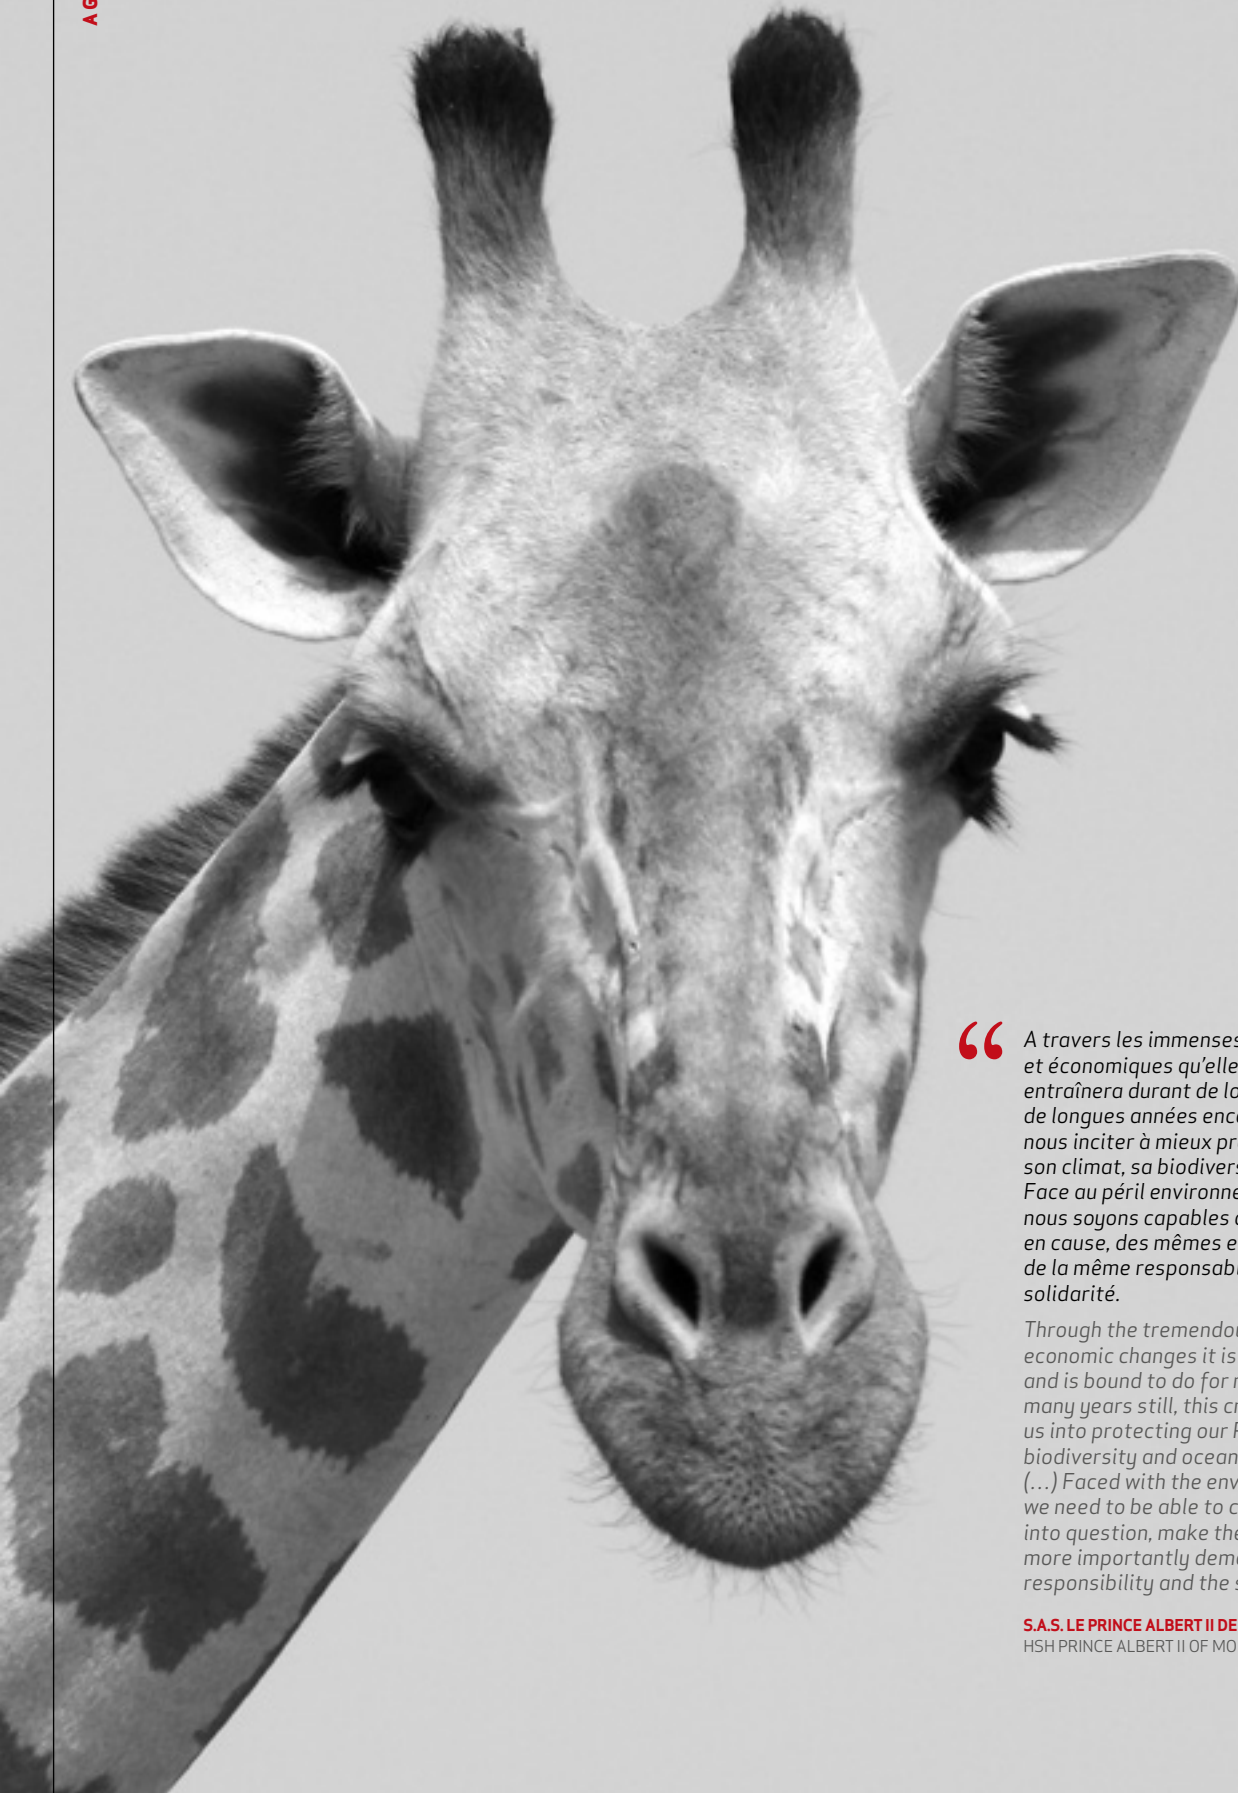 AG
“
A travers les immenses
et économiques qu'elle
entraînera durant de lo
de longues années enc
nous inciter à mieux pr
son climat, sa biodivers
Face au péril environne
nous soyons capables
en cause, des mêmes e
de la même responsabl
solidarité.
Through the tremendou
economic changes it is
and is bound to do for
many years still, this cr
us into protecting our
biodiversity and ocean
(...) Faced with the env
we need to be able to c
into question, make the
more importantly dem
responsibility and the s
S.A.S. LE PRINCE ALBERT II DE
HSH PRINCE ALBERT II OF MO